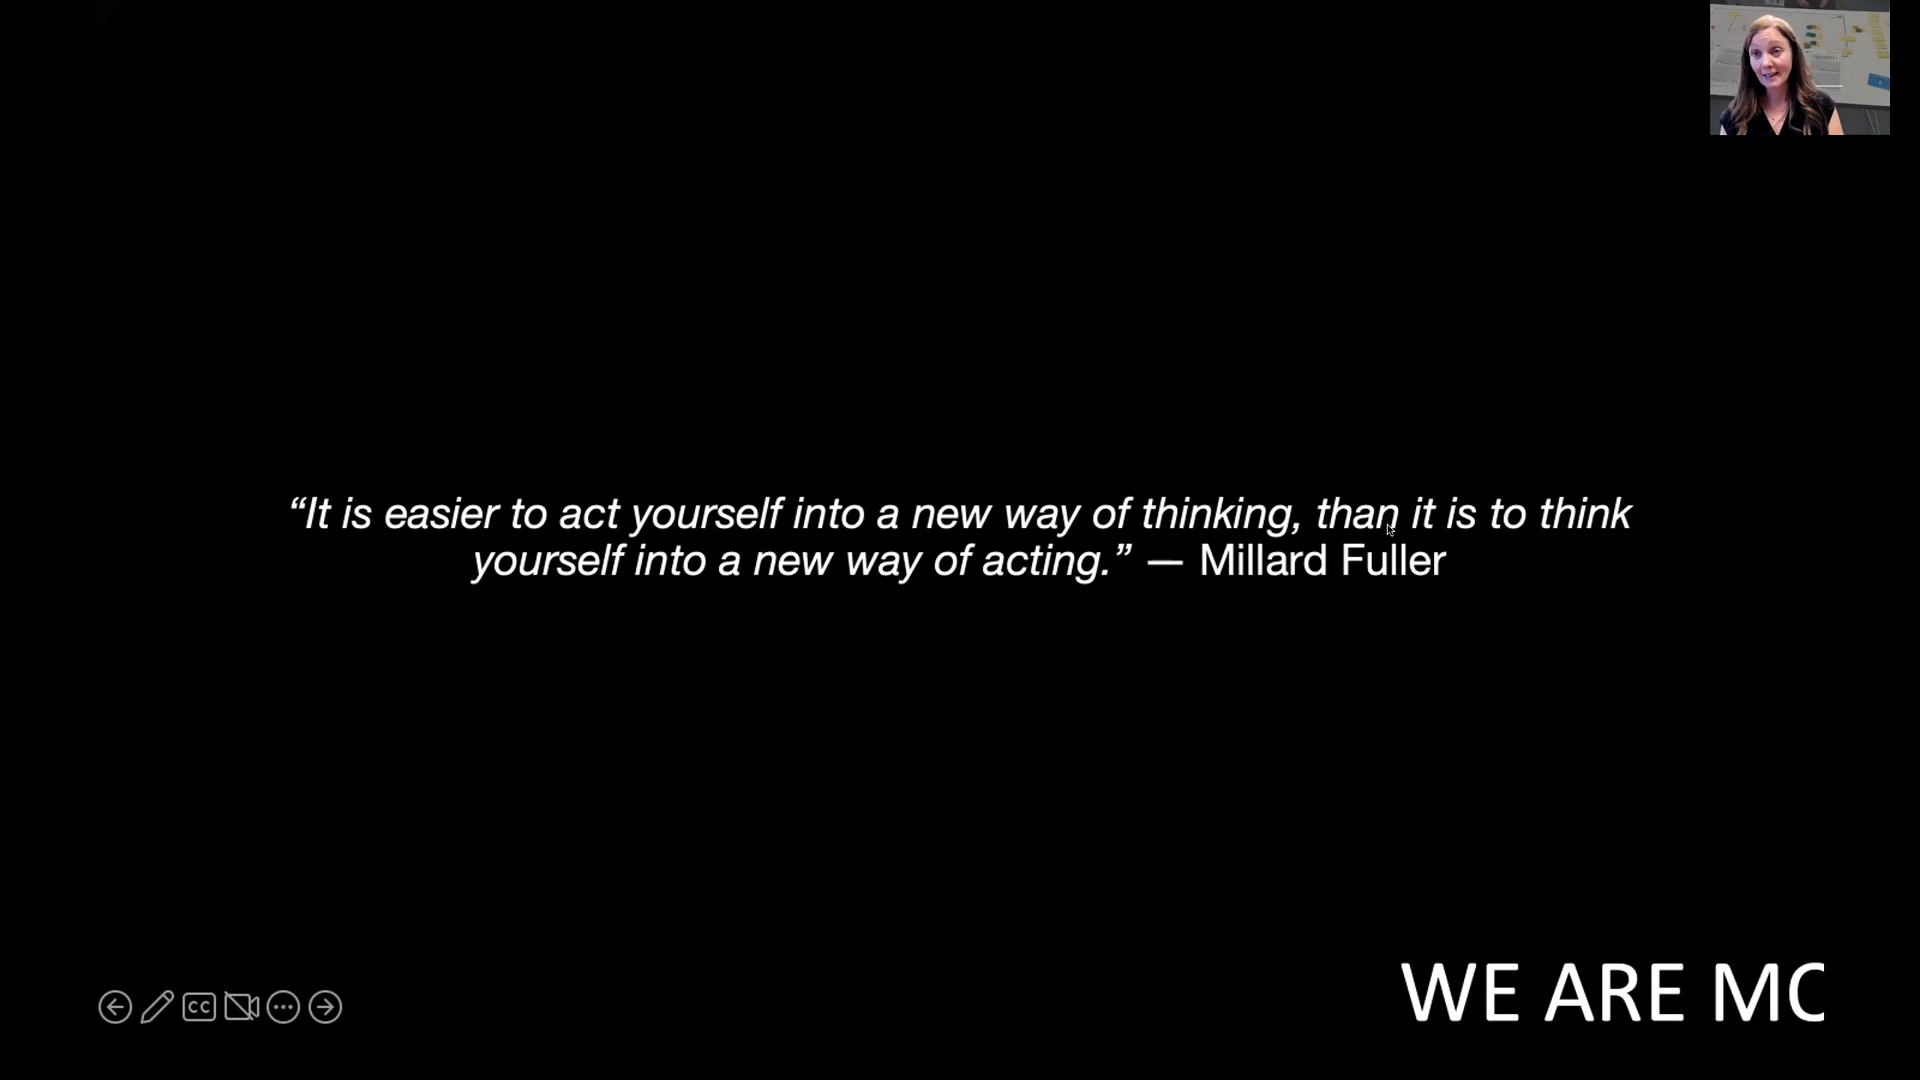 “It is easier to act yourself into a new way of thinking, than it is to think
yourself into a new way of acting.” — Millard Fuller
CC
WE ARE MC